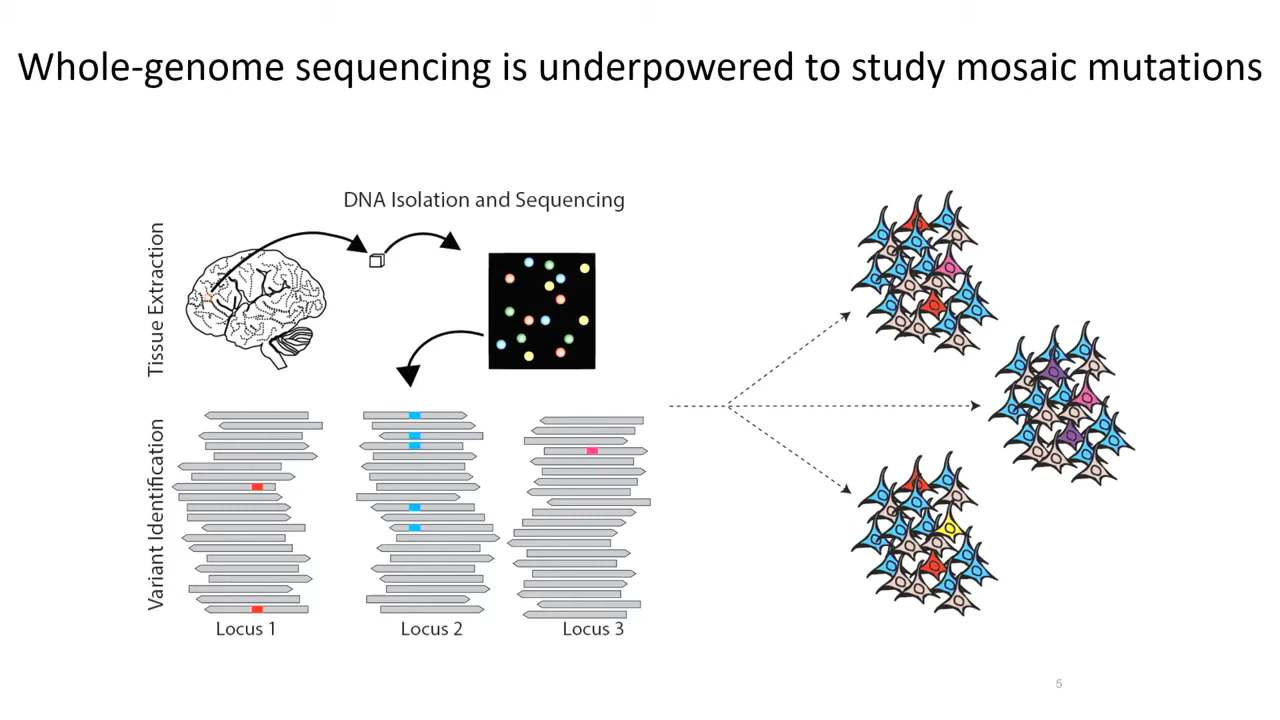 Whole-genome sequencing is underpowered to study mosaic mutations
DNA Isolation and Sequencing
Tissue Extraction
Variant Identification
Locus 1
Locus 2
Locus 3
5